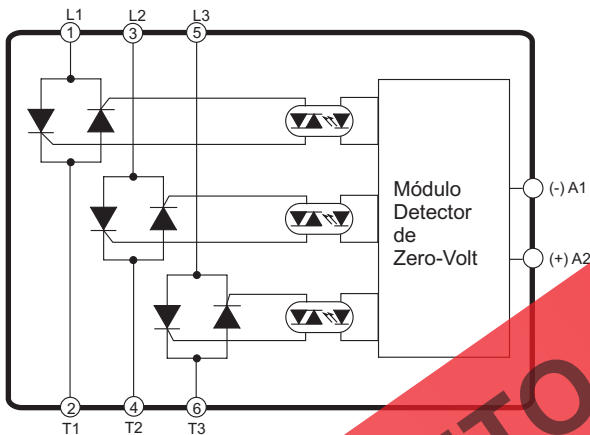 L1 L2 L3
1 3 5
Módulo
Detector
de
Zero-Volt
(-) A1
(+) A2
2 4 6
T1 T2 T3